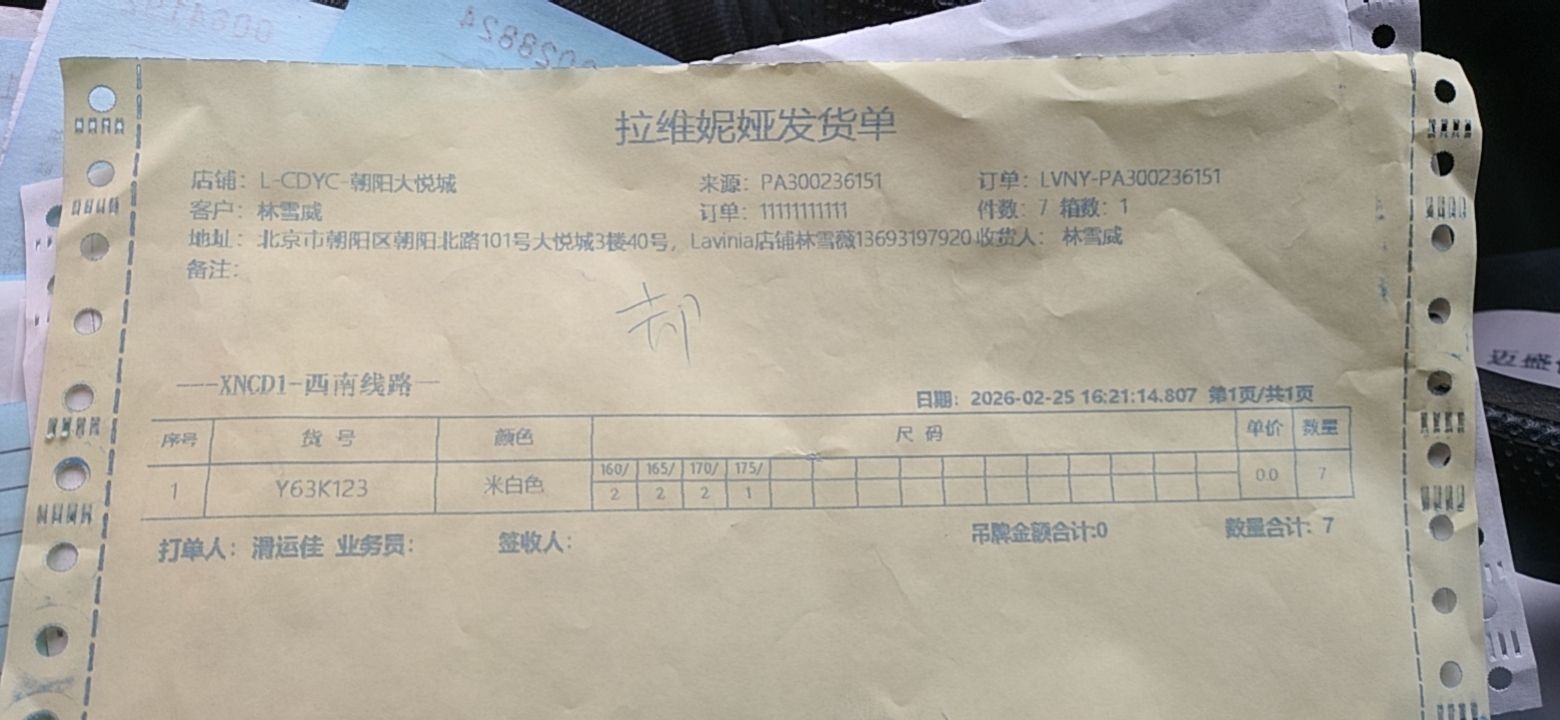 0028824
拉维妮娅发货单
店铺：L-CDYC-朝阳大悦城 来源：PA300236151 订单：LVNY-PA300236151
客户：林雪威 订单：11111111111 件数：7 箱数：1
地址：北京市朝阳区朝阳北路101号大悦城3楼40号，Lavinia店铺林雪薇13693197920 收货人：林雪威
备注：
---XNCD1-西南线路—
日期：2026-02-25 16:21:14.807 第1页/共1页
序号 货号 颜色 尺码 单价 数量
160/ 165/ 170/ 175/
1 Y63K123 米白色 2 2 2 1 0.0 7
打单人：滑运佳 业务员： 签收人： 吊牌金额合计:0 数量合计：7
迈盛